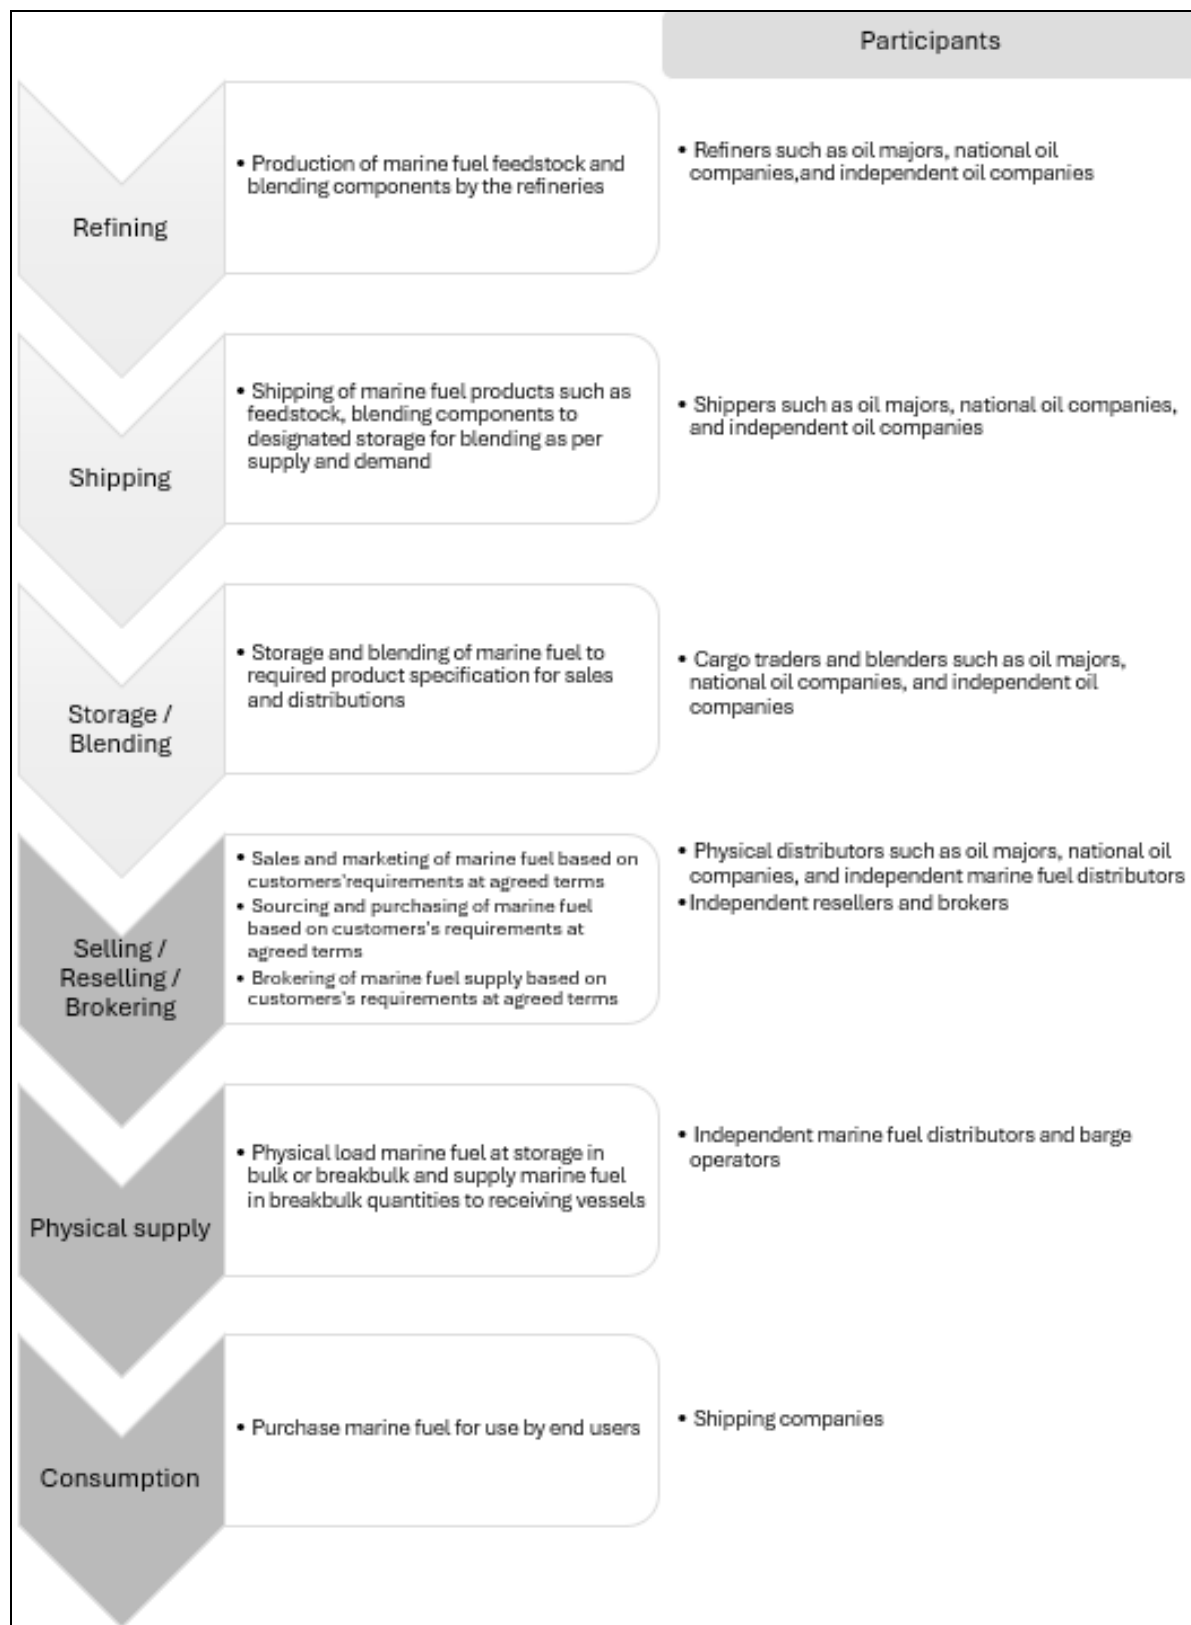 Participants
Refining
• Production of marine fuel feedstock and
blending components by the refineries
• Refiners such as oil majors, national oil
companies,and independent oil companies
Shipping
• Shipping of marine fuel products such as
feedstock, blending components to
designated storage for blending as per
supply and demand
• Shippers such as oil majors, national oil companies,
and independent oil companies
Storage /
Blending
• Storage and blending of marine fuel to
required product specification for sales
and distributions
• Cargo traders and blenders such as oil majors,
national oil companies, and independent oil
companies
Selling /
Reselling /
Brokering
• Sales and marketing of marine fuel based on
customers'requirements at agreed terms
• Sourcing and purchasing of marine fuel
based on customers's requirements at
agreed terms
• Brokering of marine fuel supply based on
customers's requirements at agreed terms
• Physical distributors such as oil majors, national oil
companies, and independent marine fuel distributors
•Independent resellers and brokers
Physical supply
• Physical load marine fuel at storage in
bulk or breakbulk and supply marine fuel
in breakbulk quantities to receiving vessels
• Independent marine fuel distributors and barge
operators
Consumption
• Purchase marine fuel for use by end users
• Shipping companies